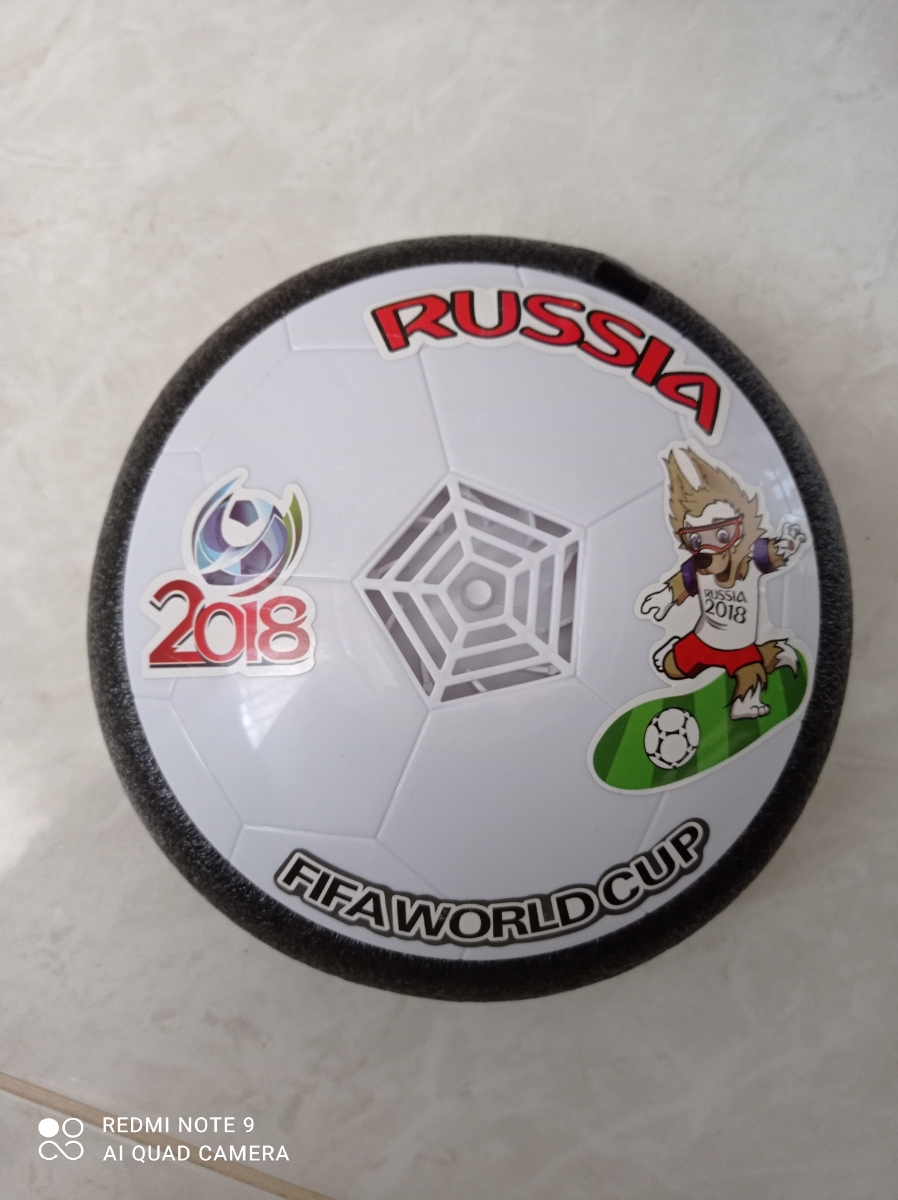 RUSSIA
2018
RUSSIA
2018
FIFA WORLD CUP
REDMI NOTE 9
AI QUAD CAMERA